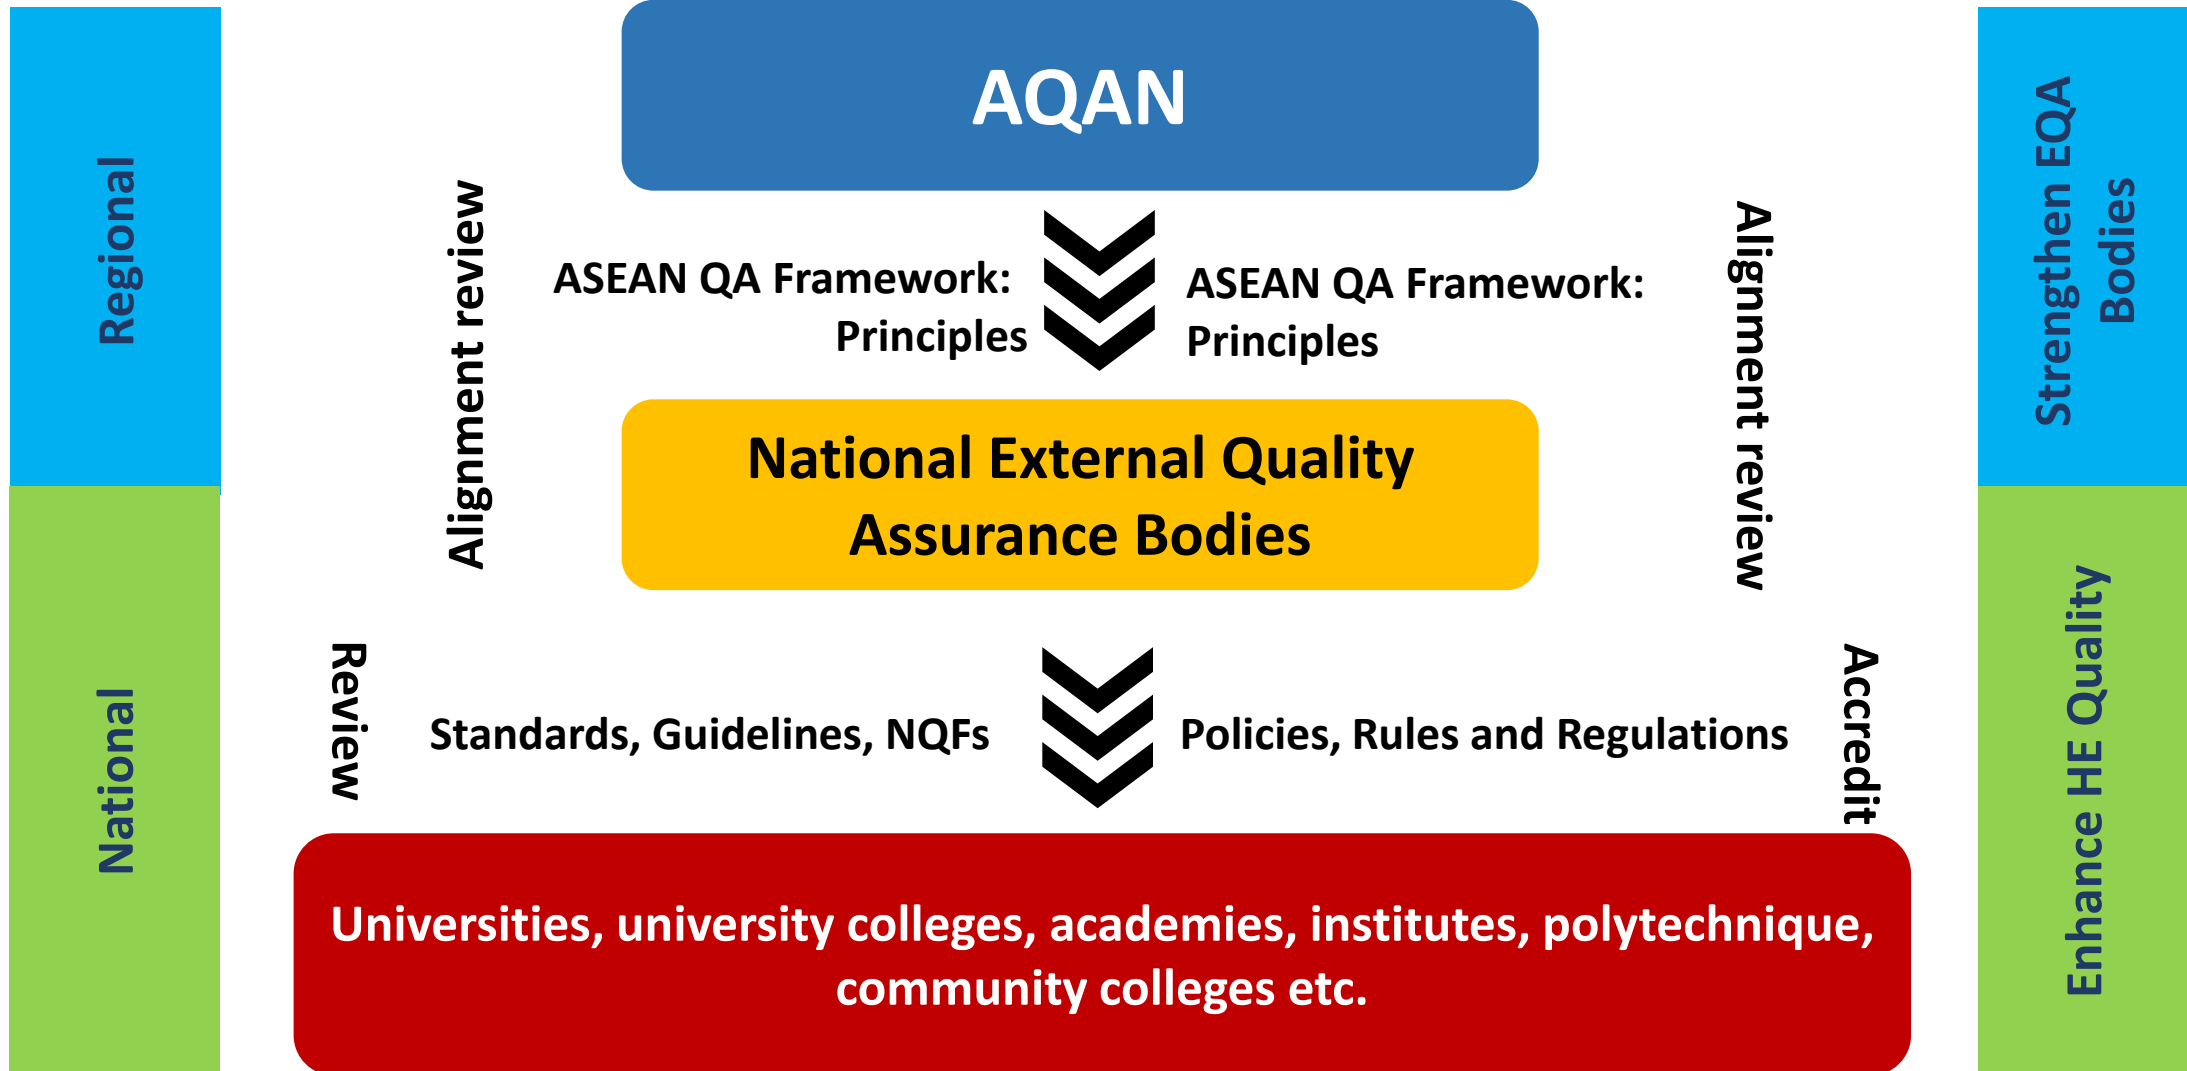 AQAN
Regional
Strengthen EQA
Bodies
Alignment review
ASEAN QA Framework:
Principles
ASEAN QA Framework:
Principles
Alignment review
National External Quality
Assurance Bodies
National
Enhance HE Quality
Review
Standards, Guidelines, NQFs
Policies, Rules and Regulations
Accredit
Universities, university colleges, academies, institutes, polytechnique,
community colleges etc.